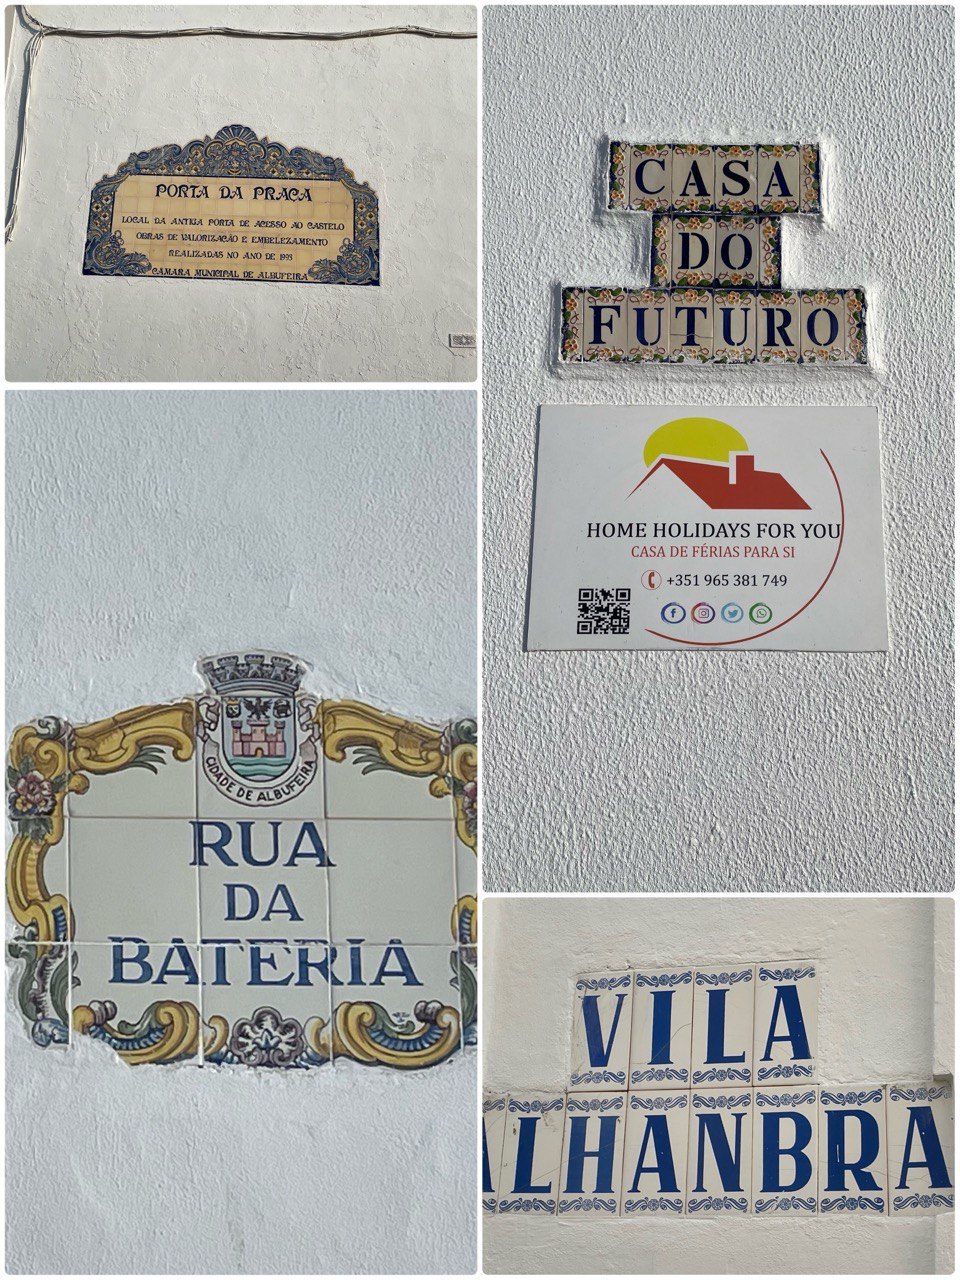 PORTA DA PRAÇA
LOCAL DA ANTIGA PORTA DE ACESSO AO CASTELO
OBRAS DE VALORIZAÇÃO E EMBELEZAMENTO
REALIZADAS NO ANO DE 1993
CAMARA MUNICIPAL DE ALBUFEIRA
CASA
DO
FUTURO
HOME HOLIDAYS FOR YOU
CASA DE FÉRIAS PARA SI
+351 965 381 749
CIDADE DE ALBUFEIRA
RUA
DA
BATERIA
VILA
ALHANBRA